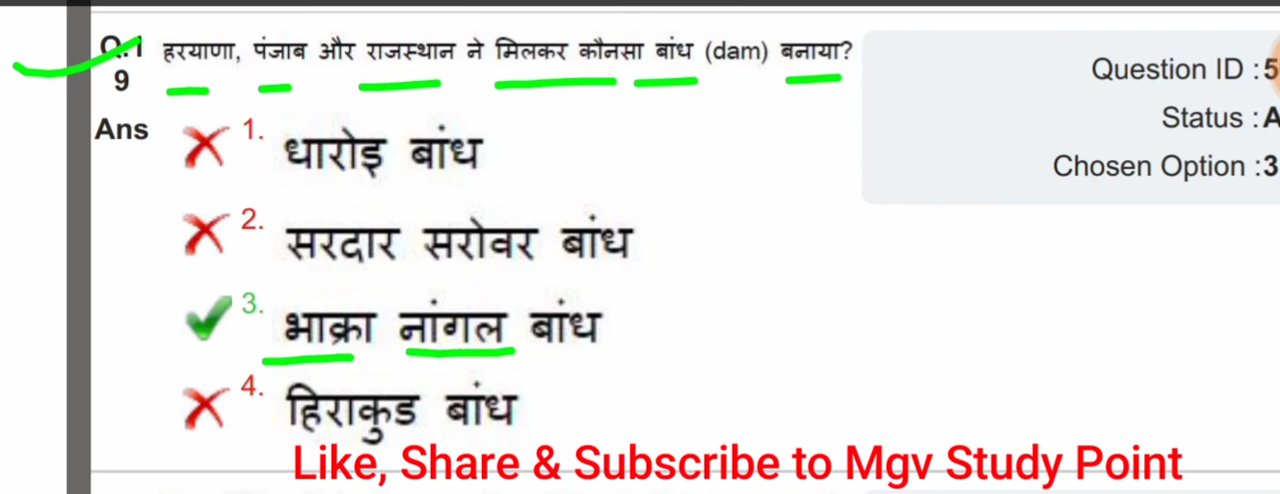 Q.1 हरयाणा, पंजाब और राजस्थान ने मिलकर कौनसा बांध (dam) बनाया?
9
Ans 1. धारोइ बांध
2. सरदार सरोवर बांध
3. भाक्रा नांगल बांध
4. हिराकुड बांध
Question ID : 5
Status : A
Chosen Option : 3
Like, Share & Subscribe to Mgv Study Point